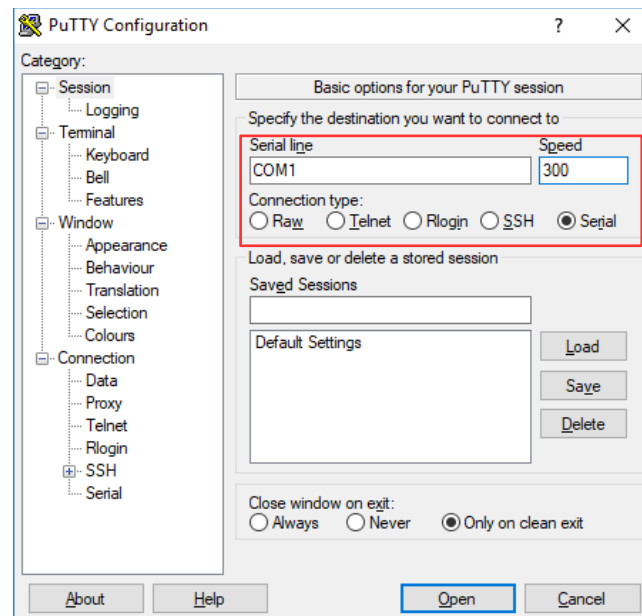 PuTTY Configuration
? X
Category:
Session
Logging
Terminal
Keyboard
Bell
Features
Window
Appearance
Behaviour
Translation
Selection
Colours
Connection
Data
Proxy
Telnet
Rlogin
SSH
Serial
Basic options for your PuTTY session
Specify the destination you want to connect to
Serial line Speed
COM1 300
Connection type:
Raw Telnet Rlogin SSH Serial
Load, save or delete a stored session
Saved Sessions
Default Settings
Load
Save
Delete
Close window on exit:
Always Never Only on clean exit
About Help Open Cancel